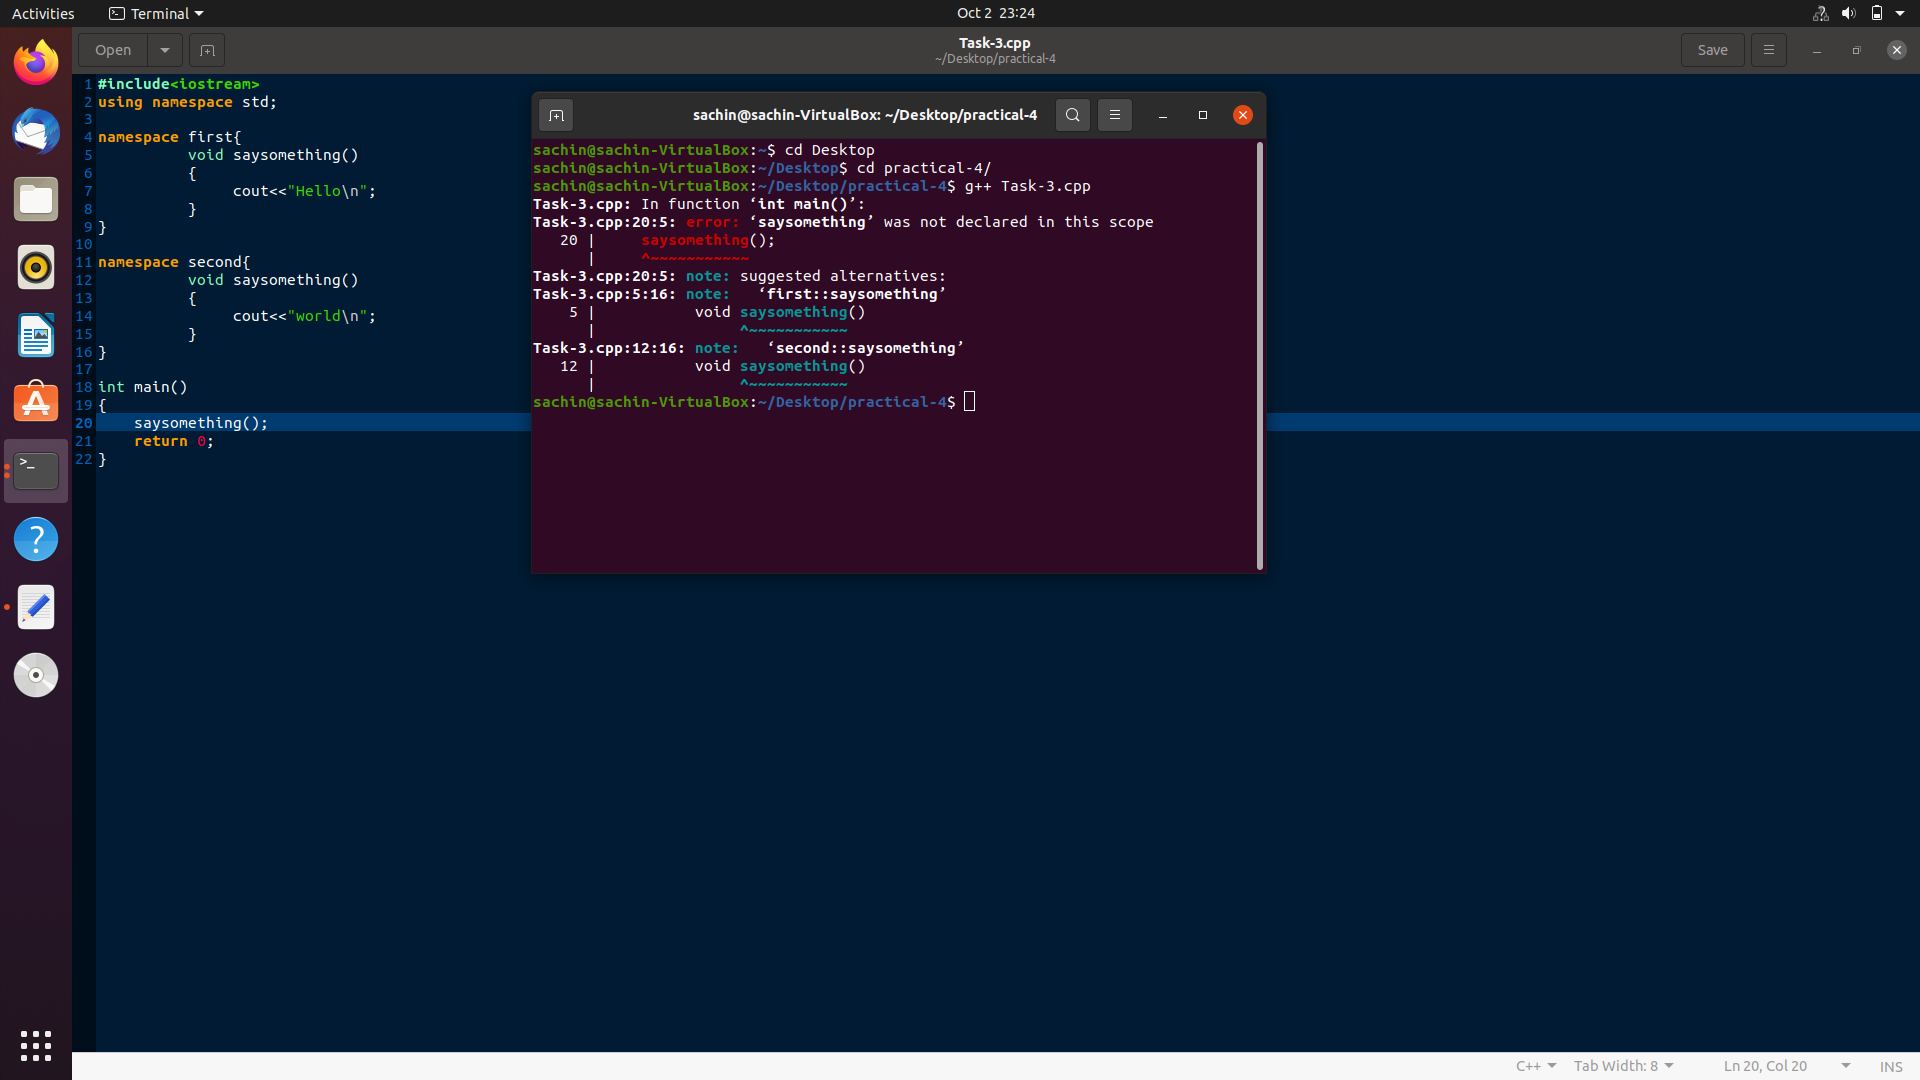 Activities Terminal Oct 2 23:24
Open Task-3.cpp Save
~/Desktop/practical-4
1 #include<iostream>
2 using namespace std;
3
4 namespace first{
5 void saysomething()
6 {
7 cout<<"Hello\n";
8 }
9 }
10
11 namespace second{
12 void saysomething()
13 {
14 cout<<"world\n";
15 }
16 }
17
18 int main()
19 {
20 saysomething();
21 return 0;
22 }
sachin@sachin-VirtualBox: ~/Desktop/practical-4
sachin@sachin-VirtualBox:~$ cd Desktop
sachin@sachin-VirtualBox:~/Desktop$ cd practical-4/
sachin@sachin-VirtualBox:~/Desktop/practical-4$ g++ Task-3.cpp
Task-3.cpp: In function ‘int main()’:
Task-3.cpp:20:5: error: ‘saysomething’ was not declared in this scope
20 | saysomething();
| ^~~~~~~~~~~~
Task-3.cpp:20:5: note: suggested alternatives:
Task-3.cpp:5:16: note: ‘first::saysomething’
5 | void saysomething()
| ^~~~~~~~~~~~
Task-3.cpp:12:16: note: ‘second::saysomething’
12 | void saysomething()
| ^~~~~~~~~~~~
sachin@sachin-VirtualBox:~/Desktop/practical-4$
C++ Tab Width: 8 Ln 20, Col 20 INS